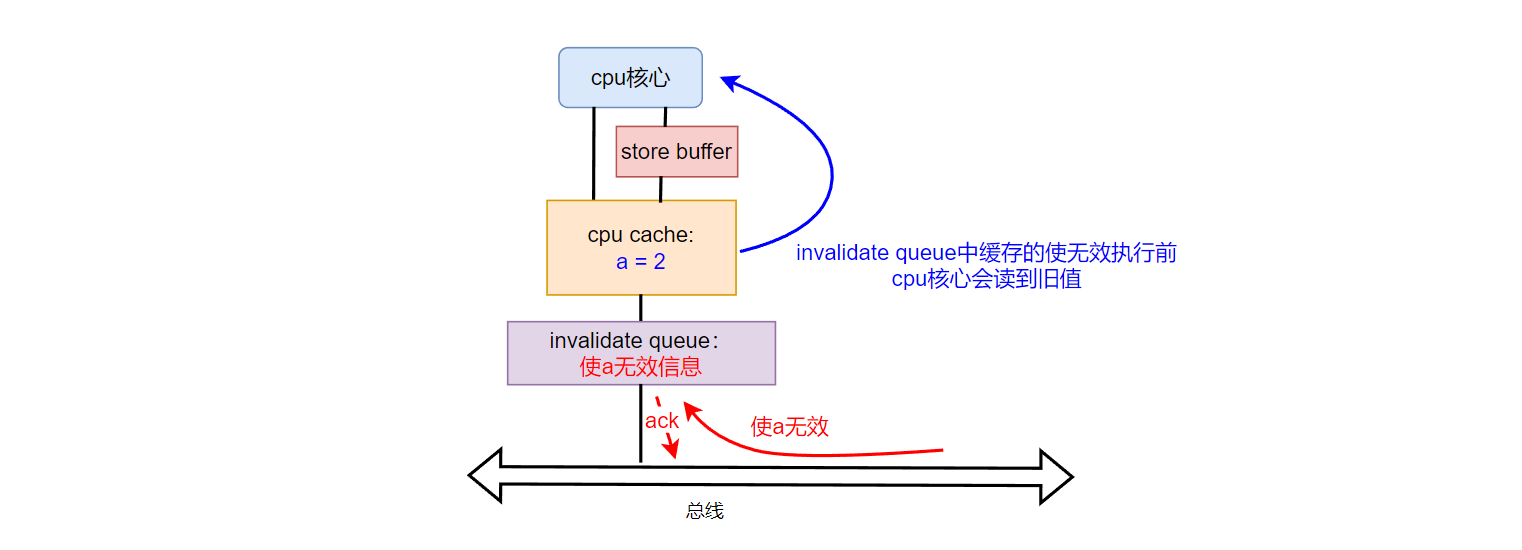 cpu核心
store buffer
cpu cache:
a = 2
invalidate queue中缓存的使无效执行前
cpu核心会读到旧值
invalidate queue：
使a无效信息
ack
使a无效
总线